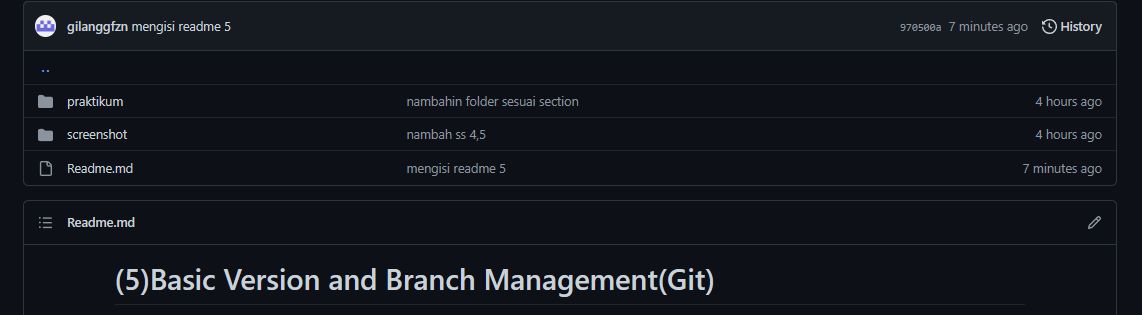 gilanggfzn mengisi readme 5 970500a 7 minutes ago History
..
praktikum nambahin folder sesuai section 4 hours ago
screenshot nambah ss 4,5 4 hours ago
Readme.md mengisi readme 5 7 minutes ago
Readme.md
(5)Basic Version and Branch Management(Git)